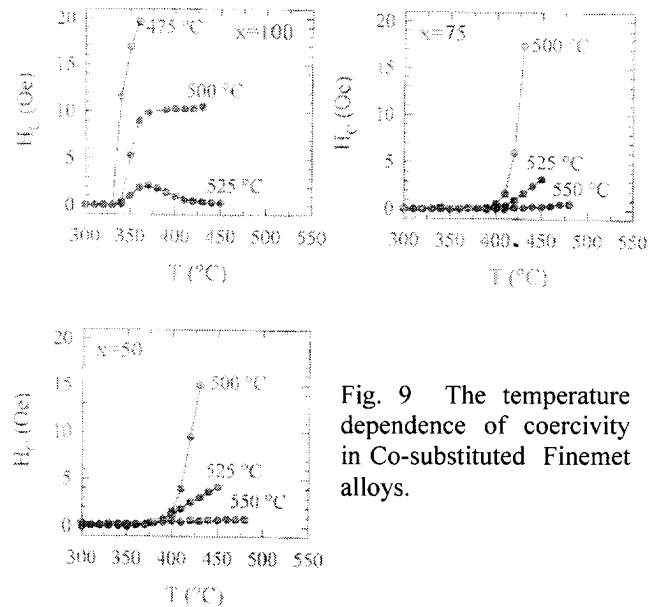 20
15
10
5
0
H_C (Oe)
475 °C
x=100
500 °C
525 °C
300 350 400 450 500 550
T (°C)
20
15
10
5
0
H_C (Oe)
x=75
500 °C
525 °C
550 °C
300 350 400 450 500 550
T (°C)
20
15
10
5
0
H_C (Oe)
x=50
500 °C
525 °C
550 °C
300 350 400 450 500 550
T (°C)
Fig. 9 The temperature
dependence of coercivity
in Co-substituted Finemet
alloys.